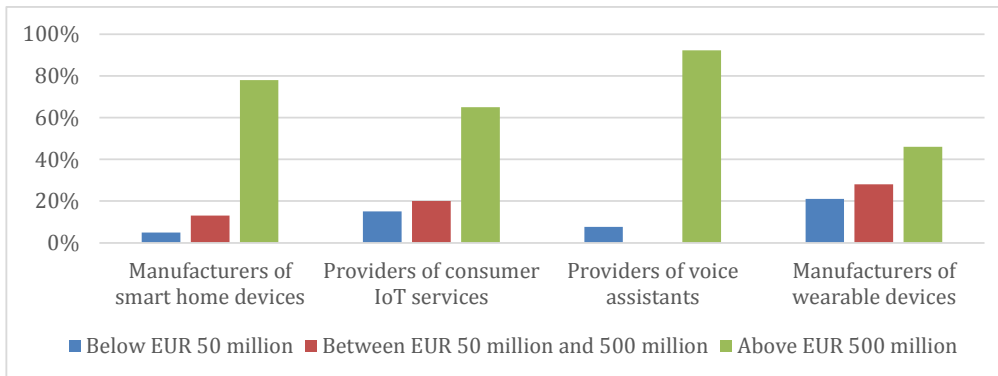 100%
80%
60%
40%
20%
0%
Manufacturers of
smart home devices
Providers of consumer
IoT services
Providers of voice
assistants
Manufacturers of
wearable devices
Below EUR 50 million
Between EUR 50 million and 500 million
Above EUR 500 million